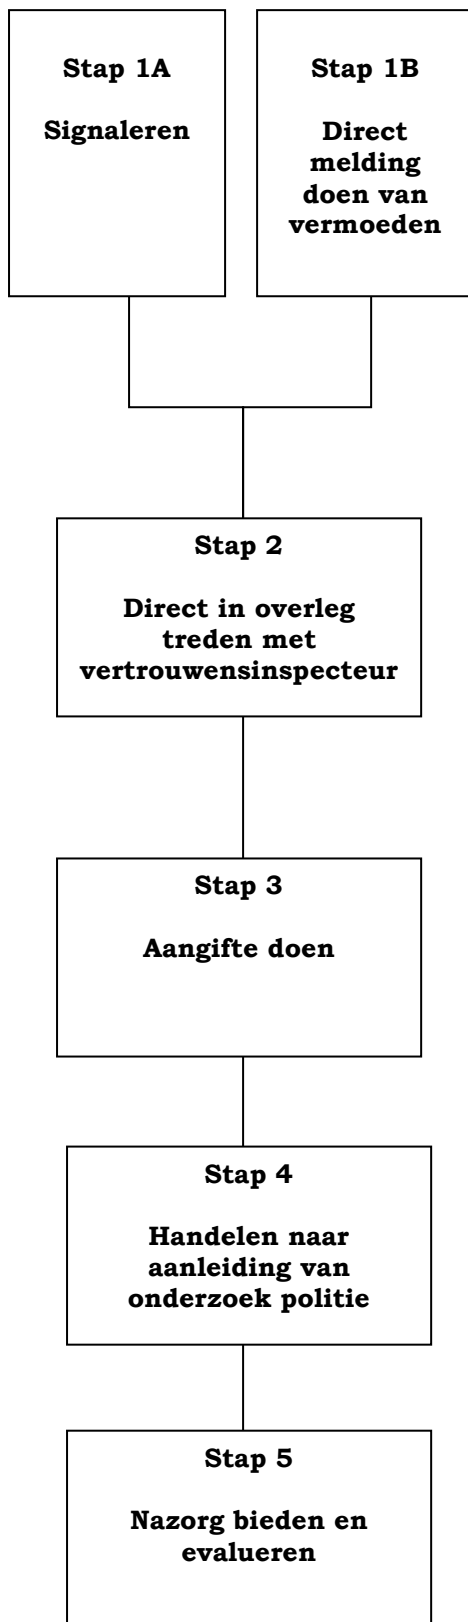 Stap 1A
Signaleren
Stap 1B
Direct
melding
doen van
vermoeden
Stap 2
Direct in overleg
treden met
vertrouwensinspecteur
Stap 3
Aangifte doen
Stap 4
Handelen naar
aanleiding van
onderzoek politie
Stap 5
Nazorg bieden en
evalueren